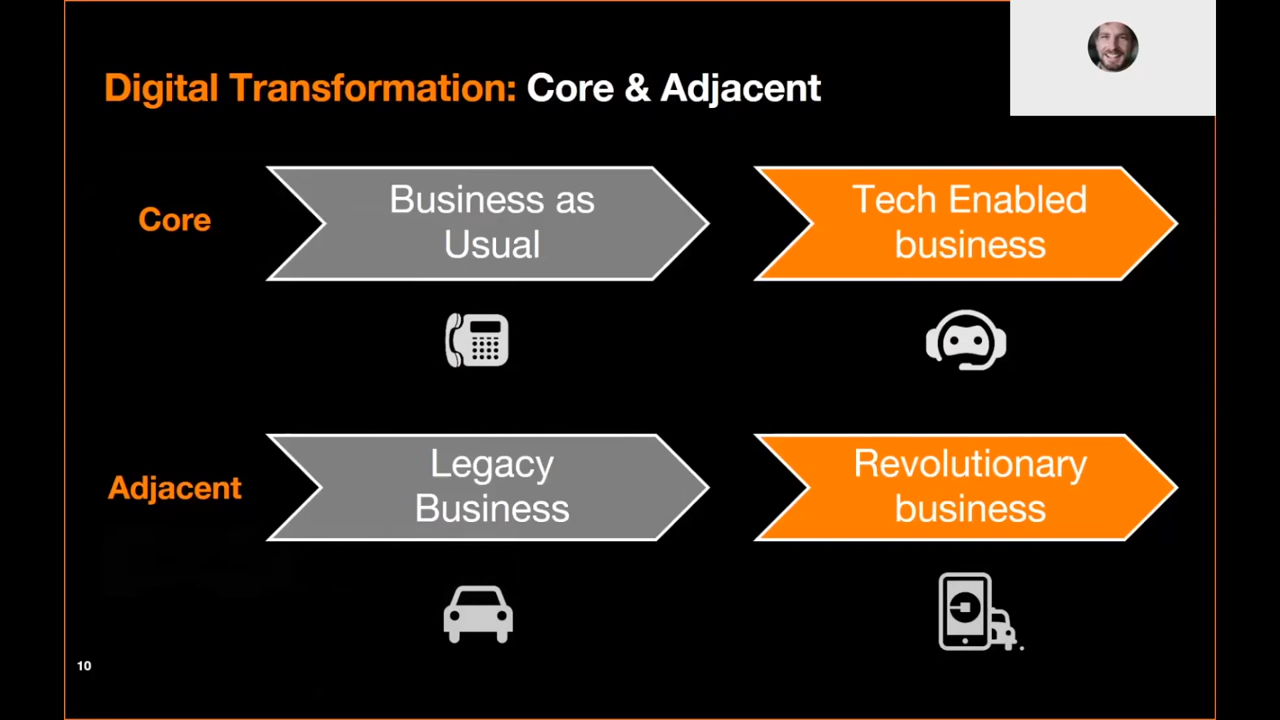 Digital Transformation: Core & Adjacent
Core
Business as
Usual
Tech Enabled
business
Adjacent
Legacy
Business
Revolutionary
business
10